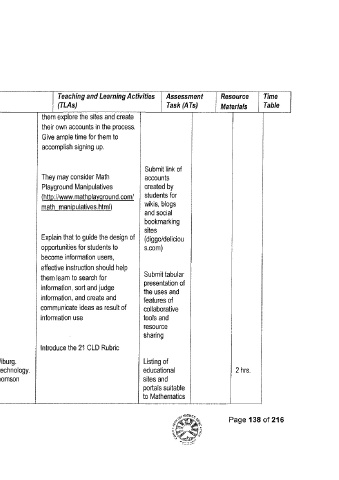 Teaching and Learning Activities
(TLAs)
Assessment
Task (ATs)
Resource
Materials
Time
Table
them explore the sites and create
their own accounts in the process.
Give ample time for them to
accomplish signing up.
They may consider Math
Playground Manipulatives
(http://www.mathplayground.com/
math_manipulatives.html)
Explain that to guide the design of
opportunities for students to
become information users,
effective instruction should help
them learn to search for
information, sort and judge
information, and create and
communicate ideas as result of
information use
Introduce the 21 CLD Rubric
Submit link of
accounts
created by
students for
wikis, blogs
and social
bookmarking
sites
(diggo/deliciou
s.com)
Submit tabular
presentation of
the uses and
features of
collaborative
tools and
resource
sharing
Listing of
educational
sites and
portals suitable
to Mathematics
2 hrs.
lburg,
echnology.
omson
Page 138 of 216